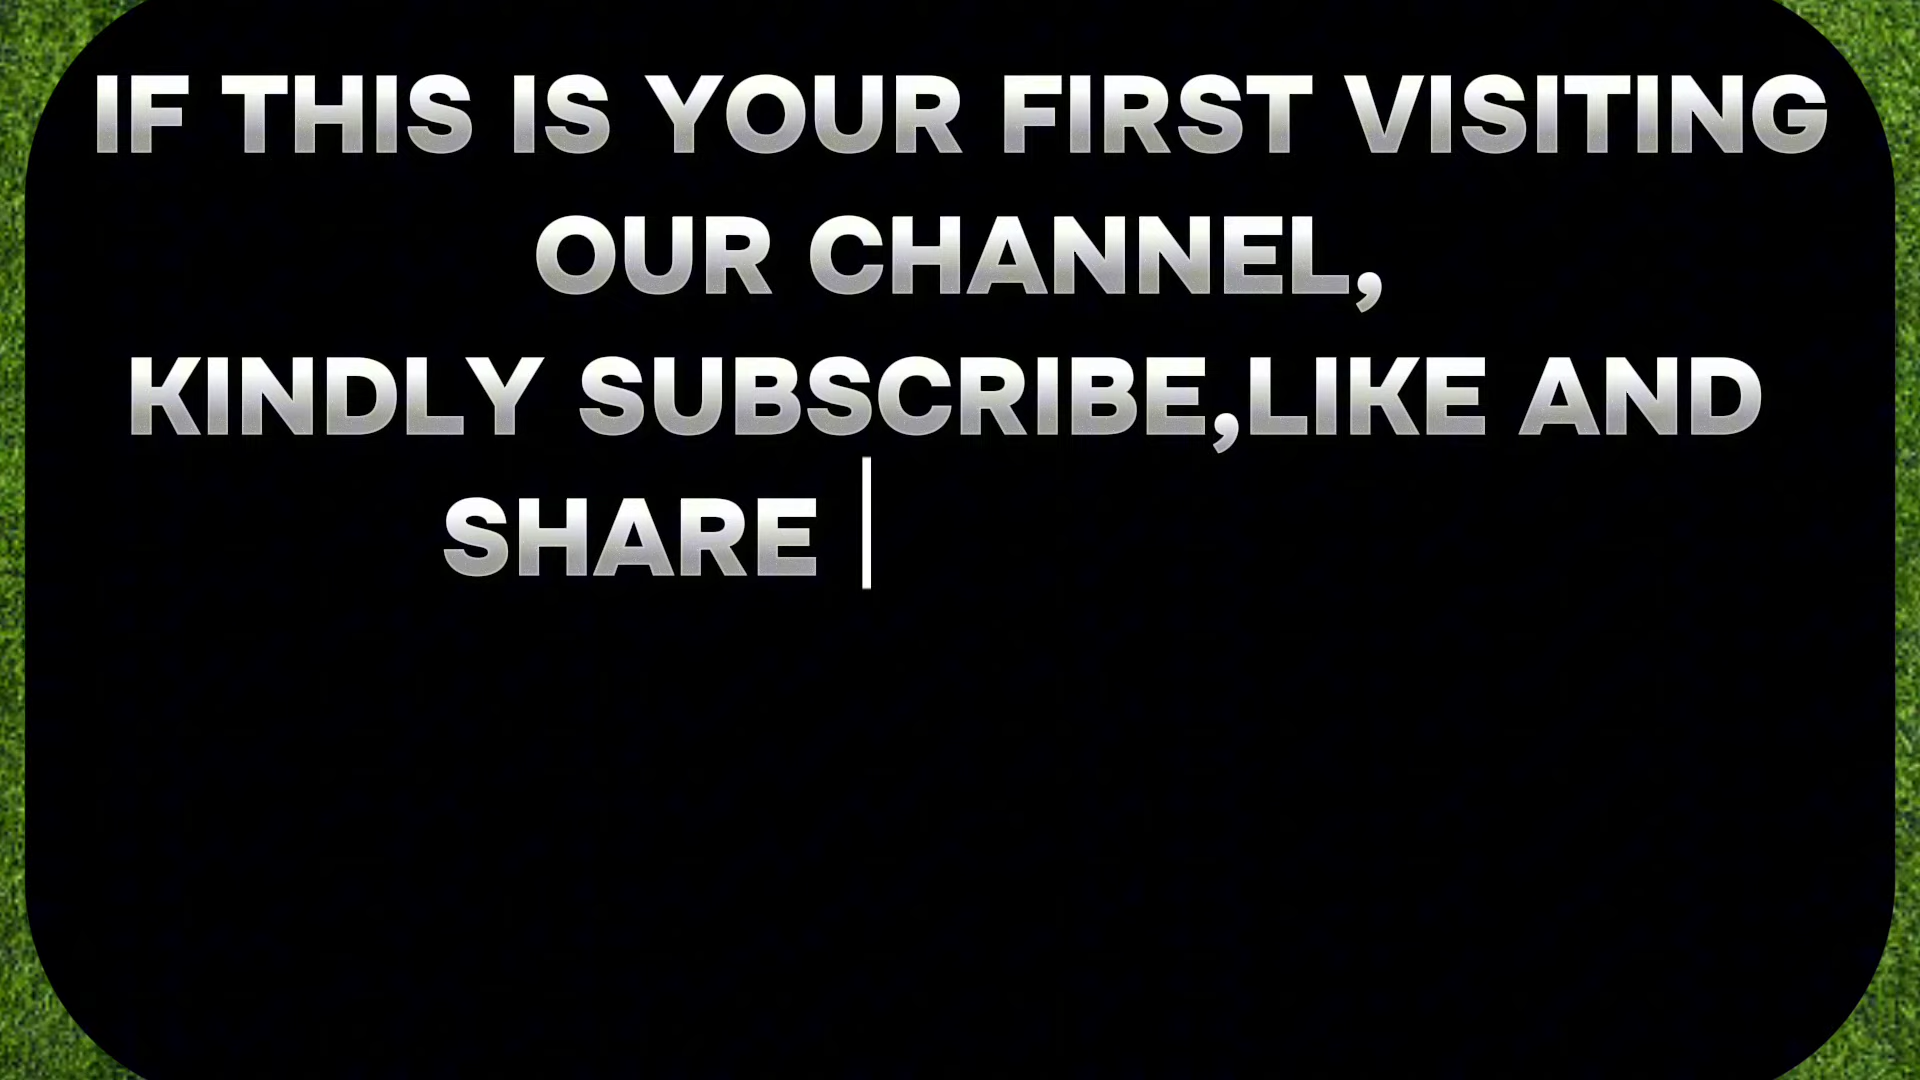 IF THIS IS YOUR FIRST VISITING
OUR CHANNEL,
KINDLY SUBSCRIBE,LIKE AND
SHARE